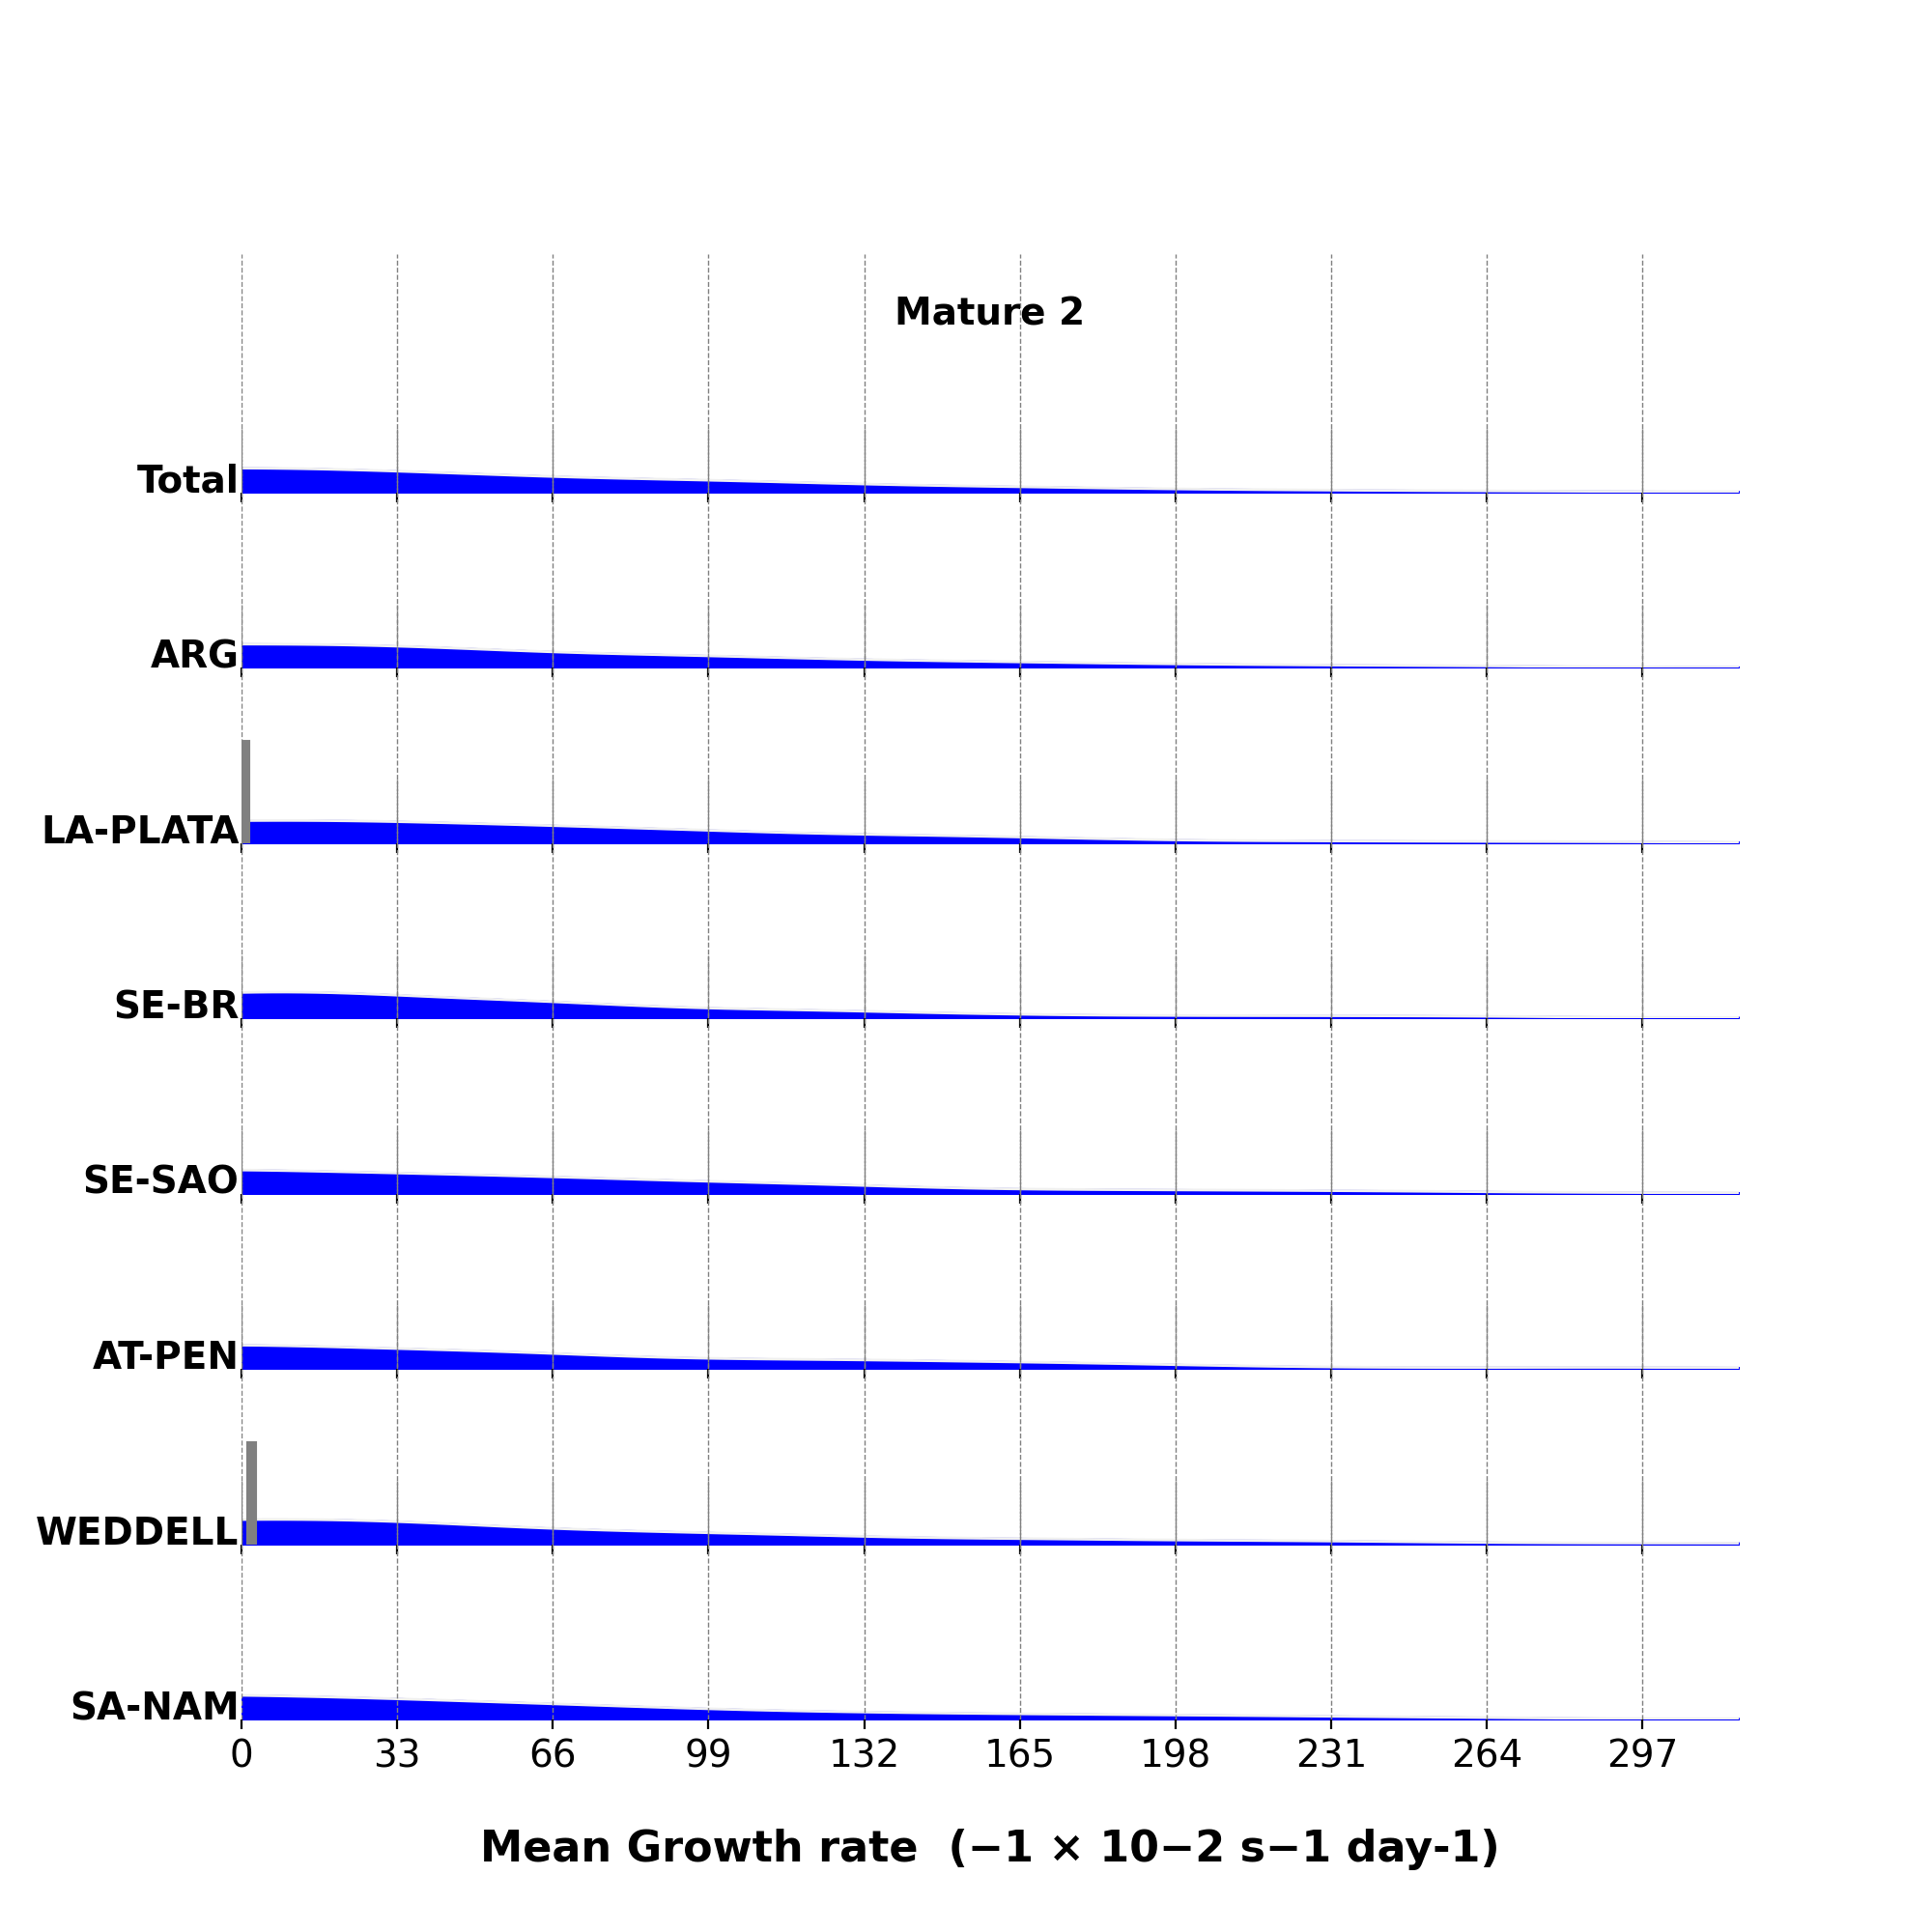 Mature 2
Total
ARG
LA-PLATA
SE-BR
SE-SAO
AT-PEN
WEDDELL
SA-NAM
0 33 66 99 132 165 198 231 264 297
Mean Growth rate  (−1 × 10−2 s−1 day-1)